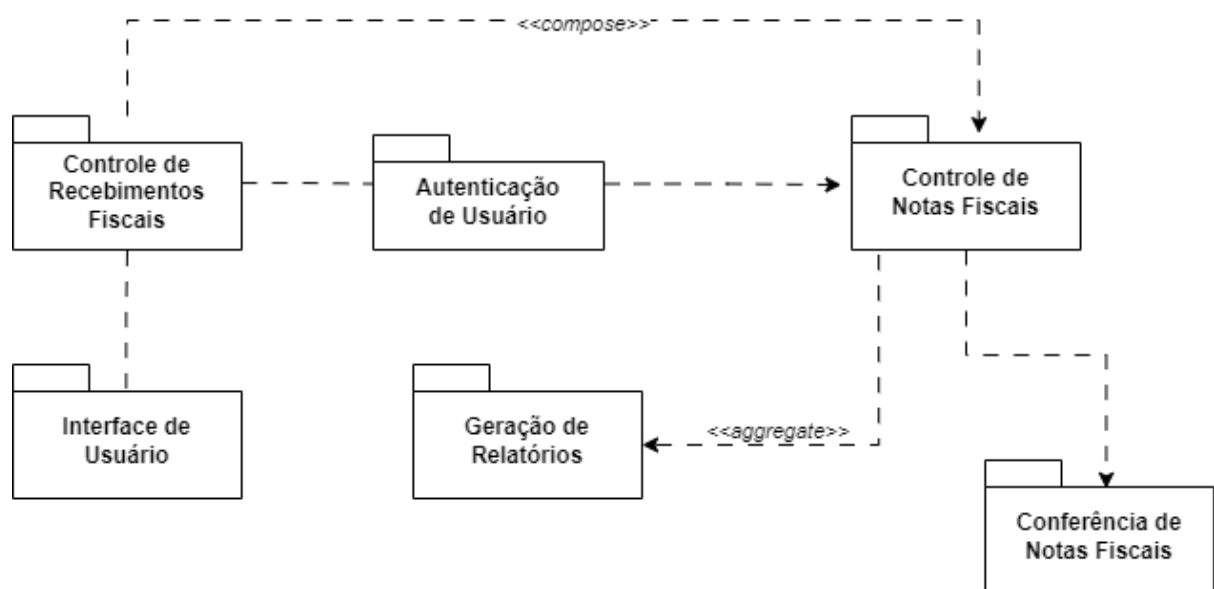 <<compose>>
Controle de
Recebimentos
Fiscais
Autenticação
de Usuário
Controle de
Notas Fiscais
Interface de
Usuário
Geração de
Relatórios
<<aggregate>>
Conferência de
Notas Fiscais